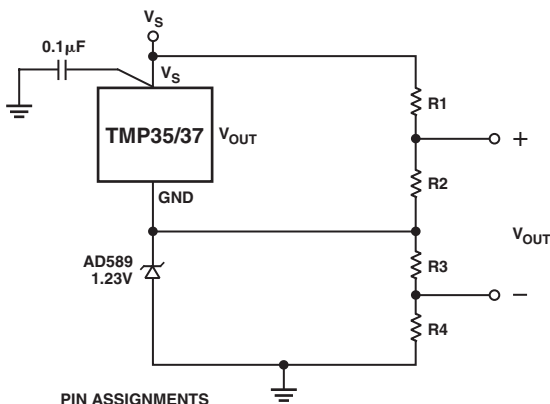 V_S
0.1μF
V_S
R1
TMP35/37
V_OUT
+
R2
GND
V_OUT
AD589
1.23V
R3
−
R4
PIN ASSIGNMENTS